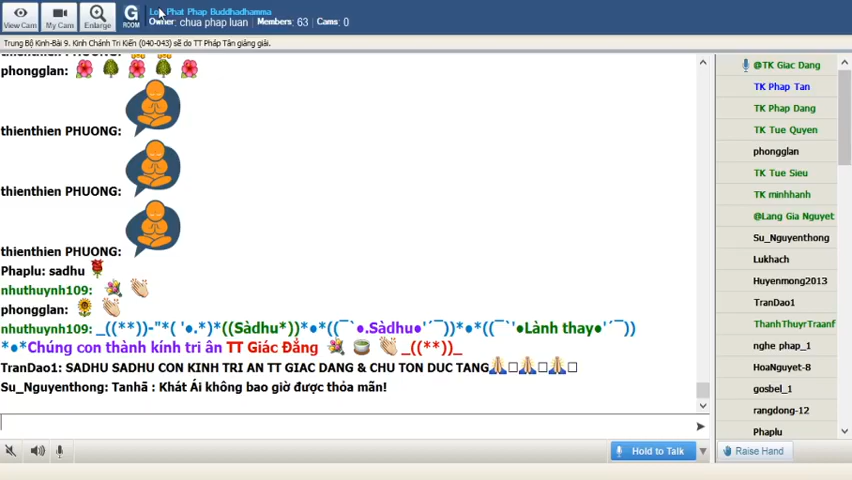 View Cam
My Cam
Enlarge
G
ROOM
Phat Phap Buddhadhamma
Owner: chua phap luan , Members: 63 , Cams: 0
Trung Bộ Kinh-Bài 9. Kinh Chánh Tri Kiến (040-043) sẽ do TT Pháp Tân giảng giải.
phongglan:
thienthien PHUONG:
thienthien PHUONG:
thienthien PHUONG:
Phaplu: sadhu
nhuthuynh109:
phongglan:
nhuthuynh109: _((**))-"*( '●.*)*((Sàdhu*))*●*((¯`●.Sàdhu●'´¯))*●*((¯`'●Lành thay●'´¯))
*●*Chúng con thành kính tri ân TT Giác Đẳng _((**))_
TranDao1: SADHU SADHU CON KINH TRI AN TT GIAC DANG & CHU TON DUC TANG
Su_Nguyenthong: Tanhã : Khát Ái không bao giờ được thỏa mãn!
Hold to Talk
@TK Giac Dang
TK Phap Tan
TK Phap Dang
TK Tue Quyen
phongglan
TK Tue Sieu
TK minhhanh
@Lang Gia Nguyet
Su_Nguyenthong
Lukhach
Huyenmong2013
TranDao1
ThanhThuyrTraanf
nghe phap_1
HoaNguyet-8
gosbel_1
rangdong-12
Phaplu
Raise Hand